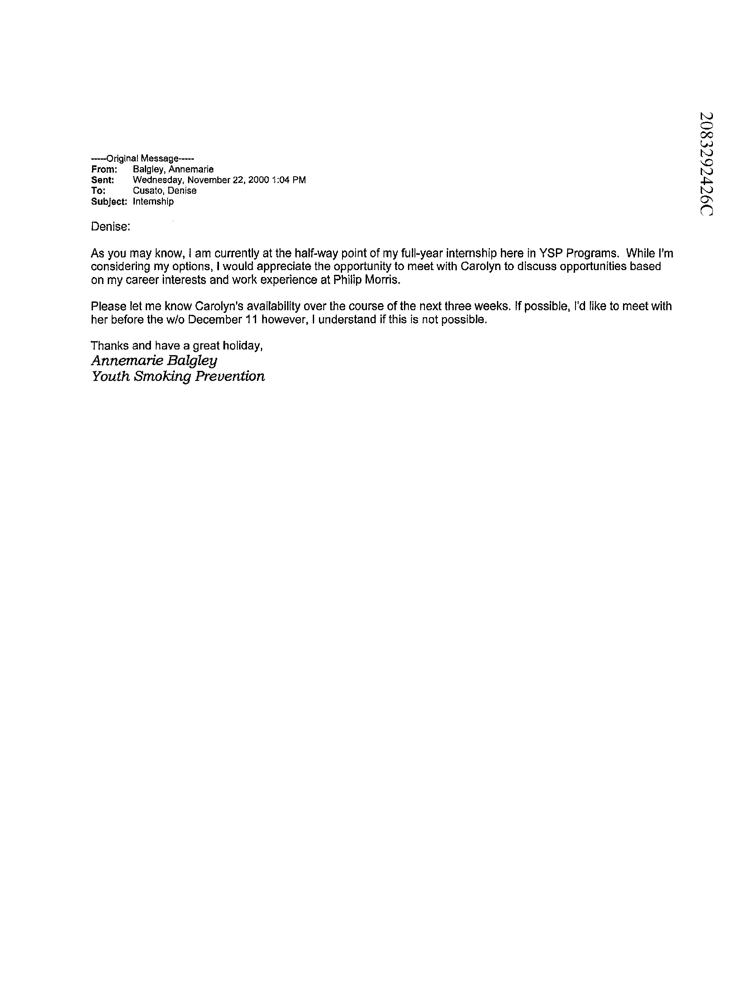 -----Original Message-----
From: Balgley, Annemarie
Sent: Wednesday, November 22, 2000 1:04 PM
To: Cusato, Denise
Subject: Internship
Denise:
As you may know, I am currently at the half-way point of my full-year internship here in YSP Programs. While I'm
considering my options, I would appreciate the opportunity to meet with Carolyn to discuss opportunities based
on my career interests and work experience at Philip Morris.
Please let me know Carolyn's availability over the course of the next three weeks. If possible, I'd like to meet with
her before the w/o December 11 however, I understand if this is not possible.
Thanks and have a great holiday,
Annemarie Balgley
Youth Smoking Prevention
2083292426C